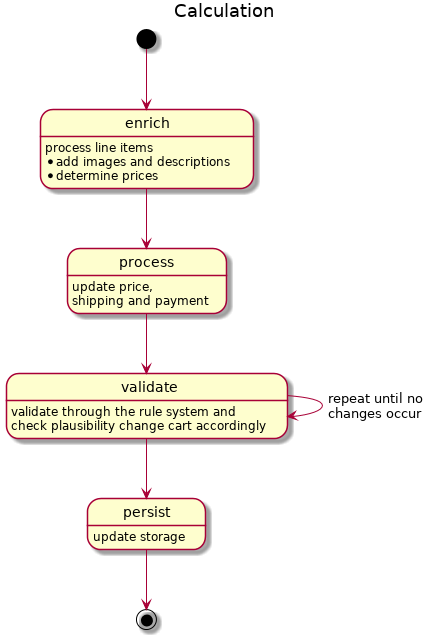 Calculation
enrich
process line items
• add images and descriptions
• determine prices
process
update price,
shipping and payment
validate
validate through the rule system and
check plausibility change cart accordingly
repeat until no
changes occur
persist
update storage